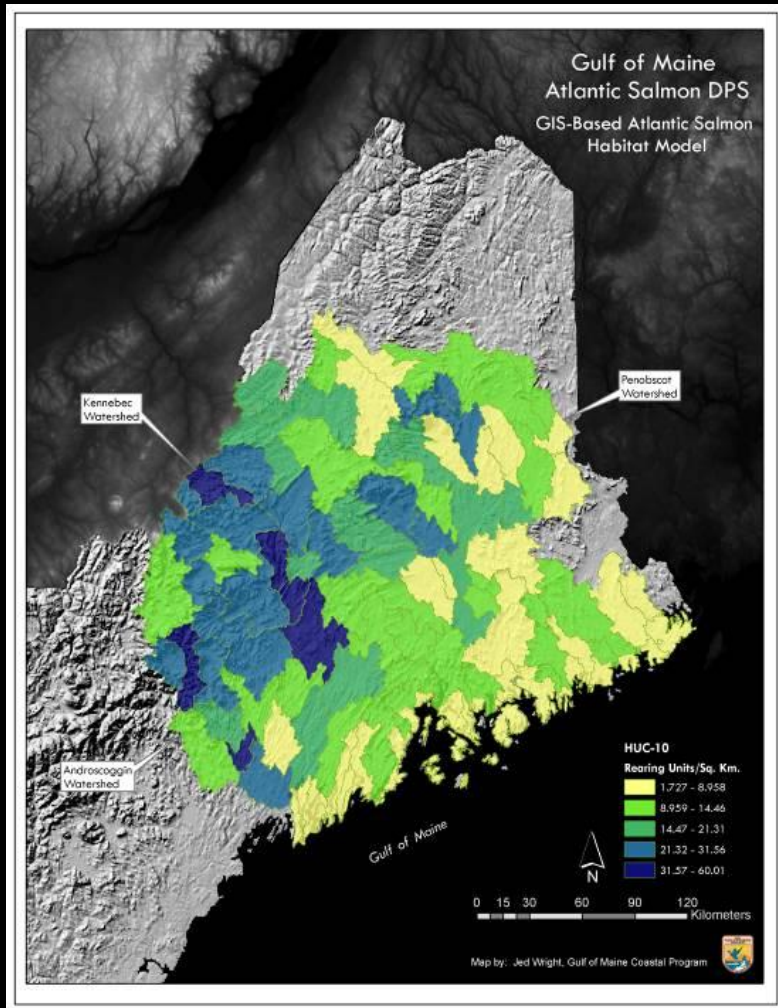 Gulf of Maine
Atlantic Salmon DPS
GIS-Based Atlantic Salmon
Habitat Model
Kennebec
Watershed
Penobscot
Watershed
Androscoggin
Watershed
Gulf of Maine
HUC-10
Rearing Units/Sq. Km.
1.727 - 8.958
8.959 - 14.46
14.47 - 21.31
21.32 - 31.56
31.57 - 60.01
N
0 15 30 60 90 120
Kilometers
Map by: Jed Wright, Gulf of Maine Coastal Program